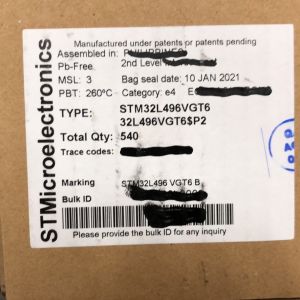 STMicroelectronics
Manufactured under patents or patents pending
Assembled in:
Pb-Free 2nd Level
MSL: 3 Bag seal date: 10 JAN 2021
PBT: 260°C Category: e4
TYPE: STM32L496VGT6
32L496VGT6$P2
Total Qty: 540
Trace codes:
Marking STM32L496 VGT6 B
Bulk ID
Please provide the bulk ID for any inquiry